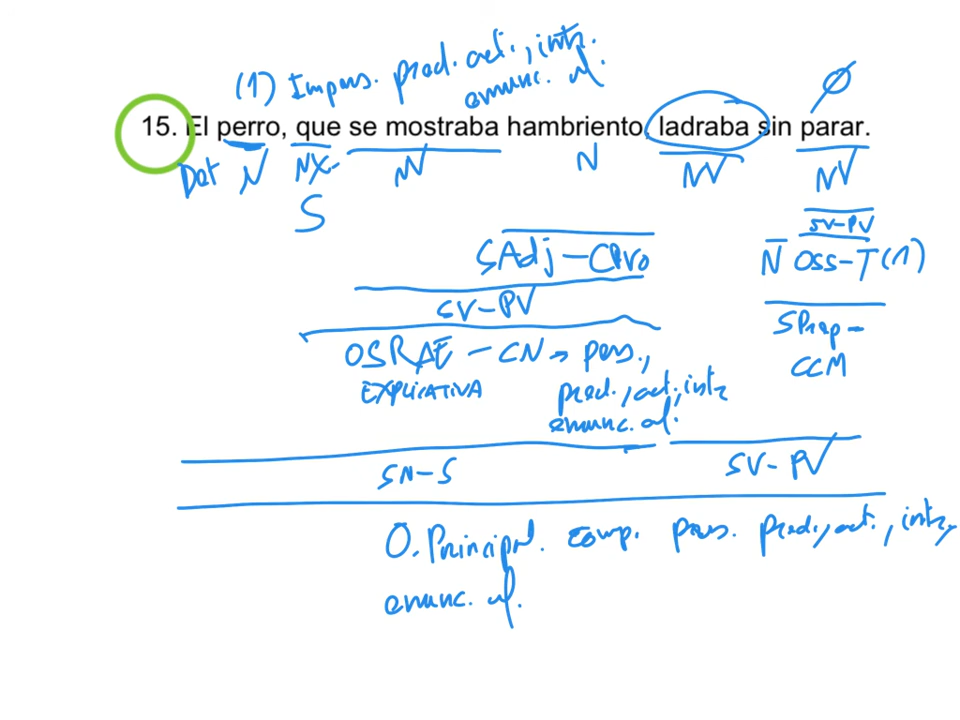 (1) Impers. pred. act., intr.
enunc. af.
Ø
15. El perro, que se mostraba hambriento, ladraba sin parar.
Det N NX- NV N NV NV
S
SV-PV
SAdj-CPvo N OSS-T(1)
SV-PV SPrep-
CCM
OSRAE - CN → pers.,
EXPLICATIVA pred., act., intr.
enunc. af.
SN-S SV-PV
O. Principal. comp. pers. pred., act., intr.,
enunc. af.